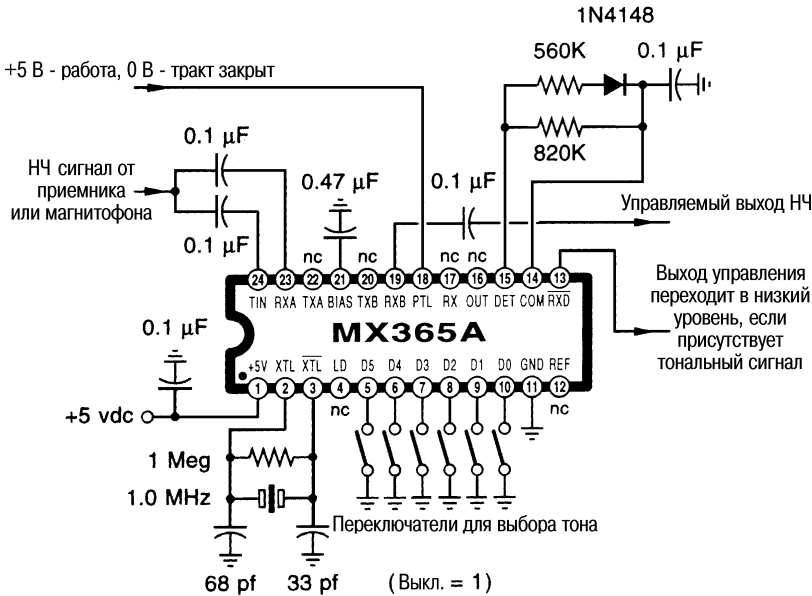 1N4148
560K
0.1 µF
+5 В - работа, 0 В - тракт закрыт
820K
0.1 µF
НЧ сигнал от
приемника
или магнитофона
0.47 µF
0.1 µF
Управляемый выход НЧ
0.1 µF
nc nc nc nc
24 23 22 21 20 19 18 17 16 15 14 13
TIN RXA TXA BIAS TXB RXB PTL RX OUT DET COM RXD
Выход управления
переходит в низкий
уровень, если
присутствует
тональный сигнал
MX365A
0.1 µF
+5V XTL XTL LD D5 D4 D3 D2 D1 D0 GND REF
1 2 3 4 5 6 7 8 9 10 11 12
nc nc
+5 vdc
1 Meg
1.0 MHz
Переключатели для выбора тона
68 pf
33 pf
(Выкл. = 1)